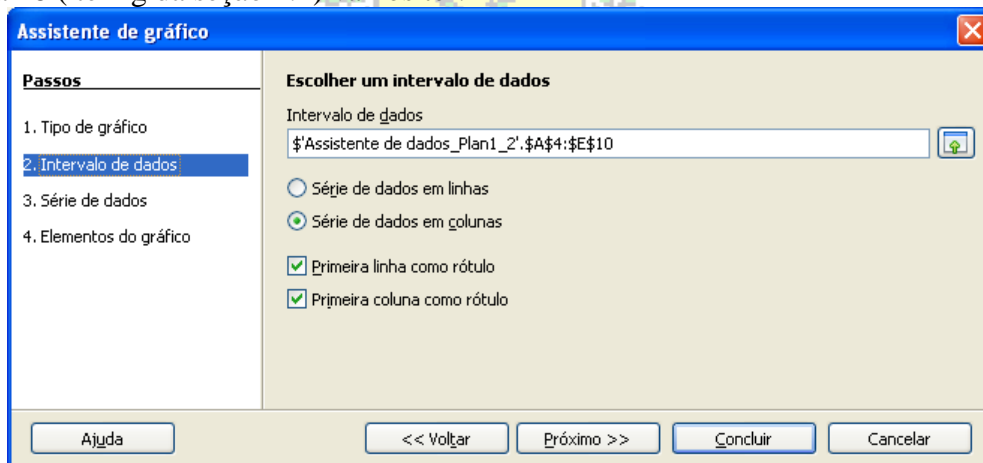 Assistente de gráfico
Passos
1. Tipo de gráfico
2. Intervalo de dados
3. Série de dados
4. Elementos do gráfico
Escolher um intervalo de dados
Intervalo de dados
$'Assistente de dados_Plan1_2'.$A$4:$E$10
Série de dados em linhas
Série de dados em colunas
Primeira linha como rótulo
Primeira coluna como rótulo
Ajuda
<< Voltar
Próximo >>
Concluir
Cancelar